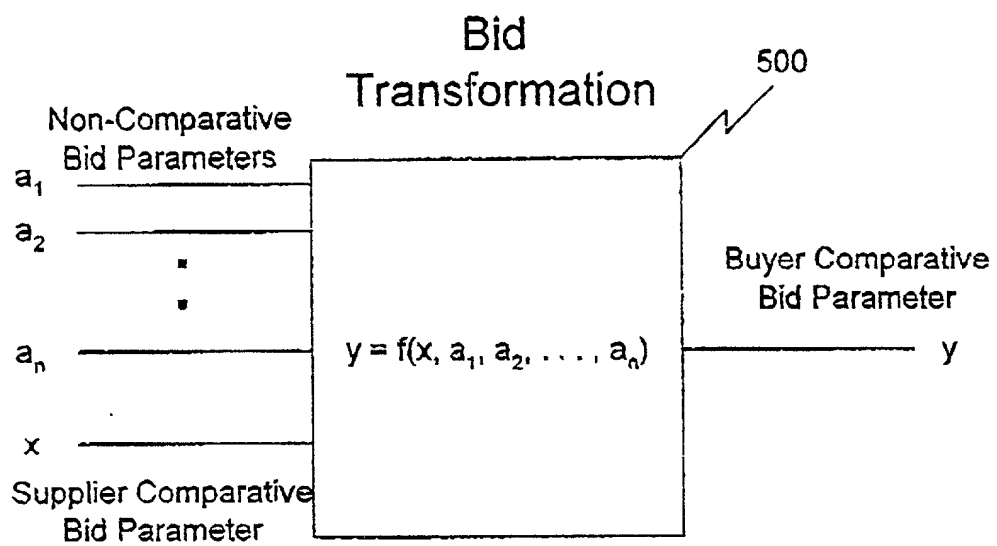 Bid
Transformation
500
Non-Comparative
Bid Parameters
a₁
a₂
aₙ
x
Supplier Comparative
Bid Parameter
y = f(x, a₁, a₂, . . . , aₙ)
Buyer Comparative
Bid Parameter
y